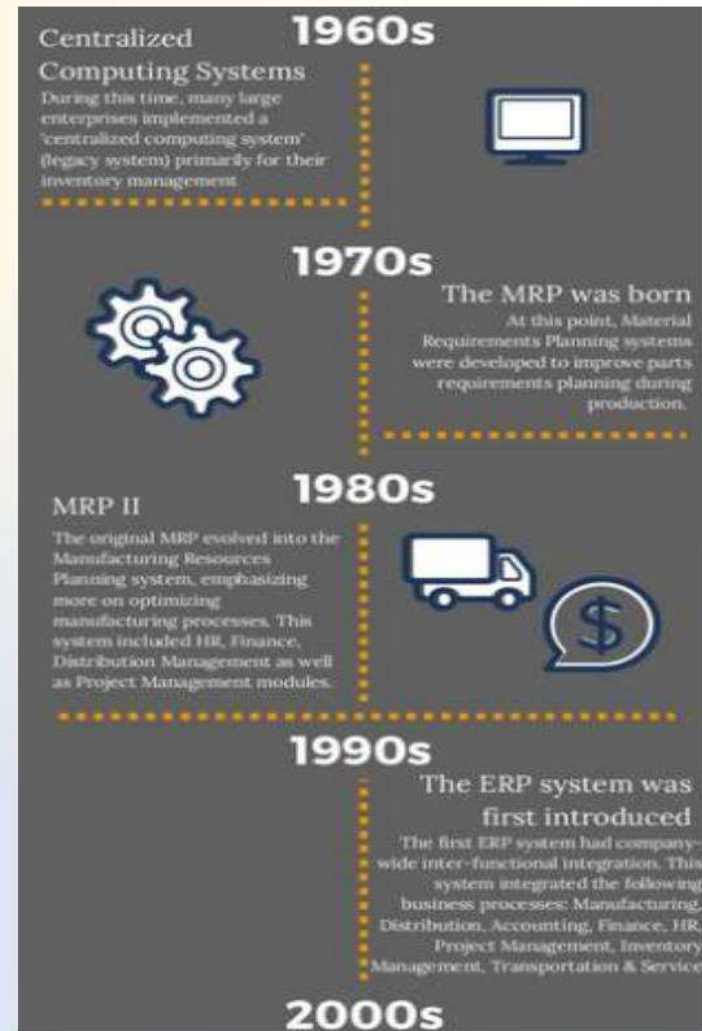 1960s
Centralized
Computing Systems
During this time, many large
enterprises implemented a
"centralized computing system"
(legacy system) primarily for their
inventory management
1970s
The MRP was born
At this point, Material
Requirements Planning systems
were developed to improve parts
requirements planning during
production.
1980s
MRP II
The original MRP evolved into the
Manufacturing Resources
Planning system, emphasizing
more on optimizing
manufacturing processes. This
system included HR, Finance,
Distribution Management as well
as Project Management modules.
$
1990s
The ERP system was
first introduced
The first ERP system had company-
wide inter-functional integration. This
system integrated the following
business processes: Manufacturing,
Distribution, Accounting, Finance, HR,
Project Management, Inventory
Management, Transportation & Service
2000s